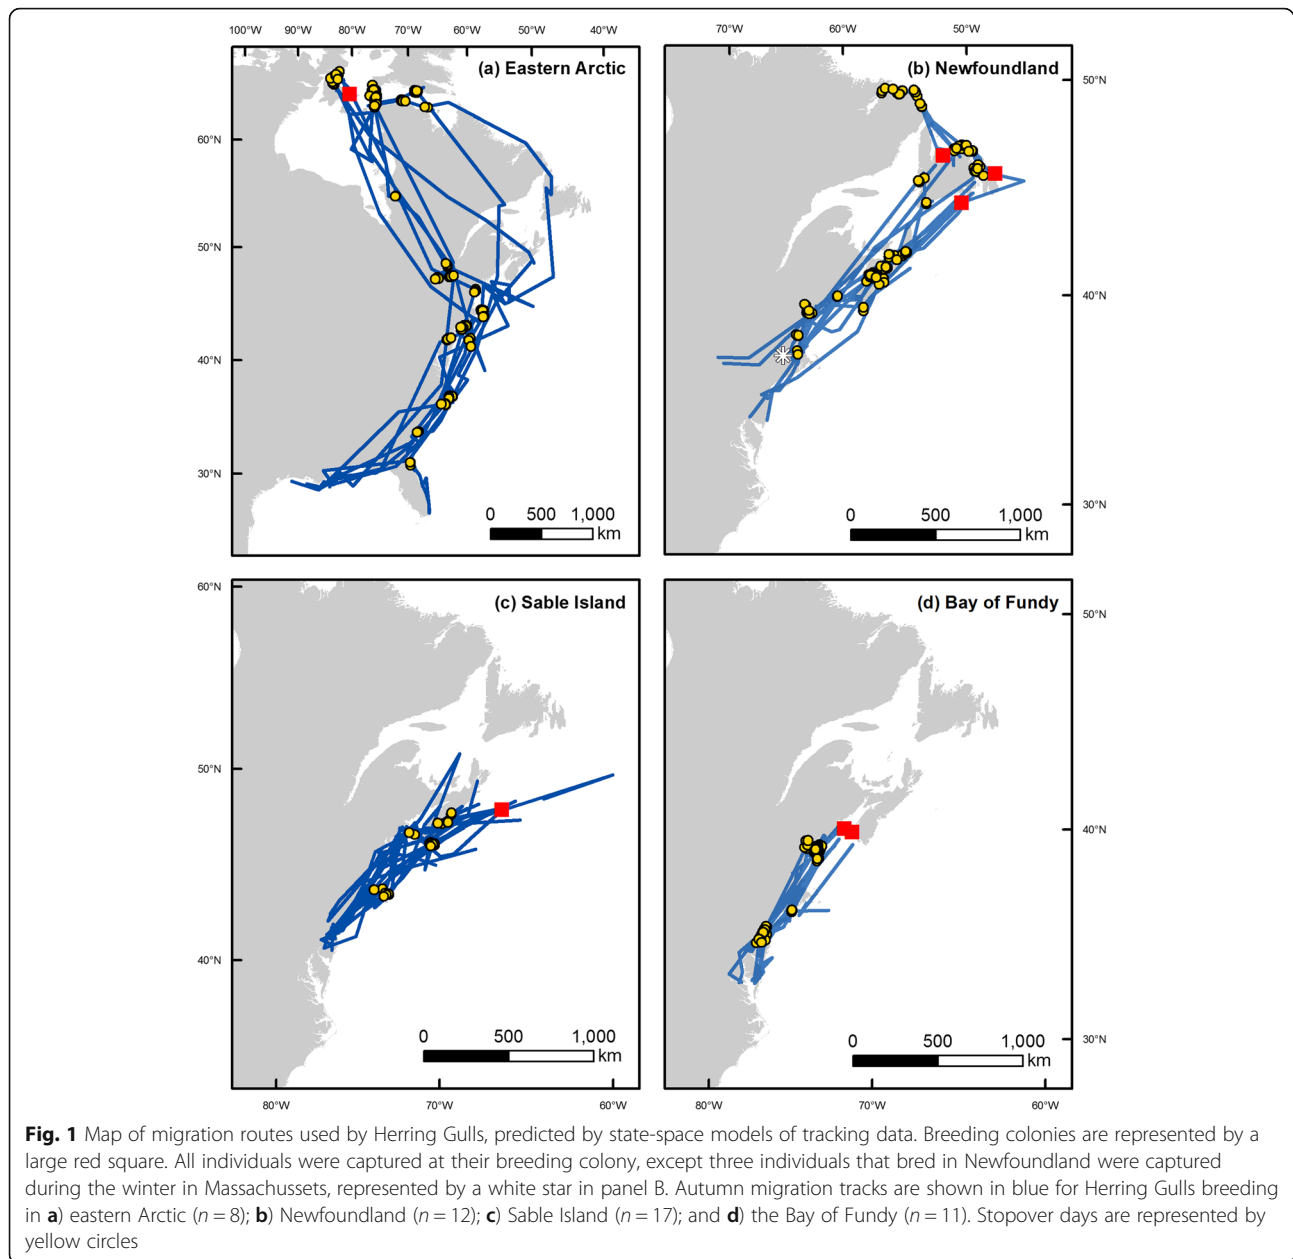 100°W 90°W 80°W 70°W 60°W 50°W 40°W
(a) Eastern Arctic
60°N
50°N
40°N
30°N
0 500 1,000
km
70°W 60°W 50°W
(b) Newfoundland
50°N
40°N
30°N
0 500 1,000
km
60°N
(c) Sable Island
50°N
40°N
0 500 1,000
km
80°W 70°W 60°W
(d) Bay of Fundy
50°N
40°N
30°N
0 500 1,000
km
80°W 70°W 60°W
Fig. 1 Map of migration routes used by Herring Gulls, predicted by state-space models of tracking data. Breeding colonies are represented by a
large red square. All individuals were captured at their breeding colony, except three individuals that bred in Newfoundland were captured
during the winter in Massachussets, represented by a white star in panel B. Autumn migration tracks are shown in blue for Herring Gulls breeding
in a) eastern Arctic (n = 8); b) Newfoundland (n = 12); c) Sable Island (n = 17); and d) the Bay of Fundy (n = 11). Stopover days are represented by
yellow circles